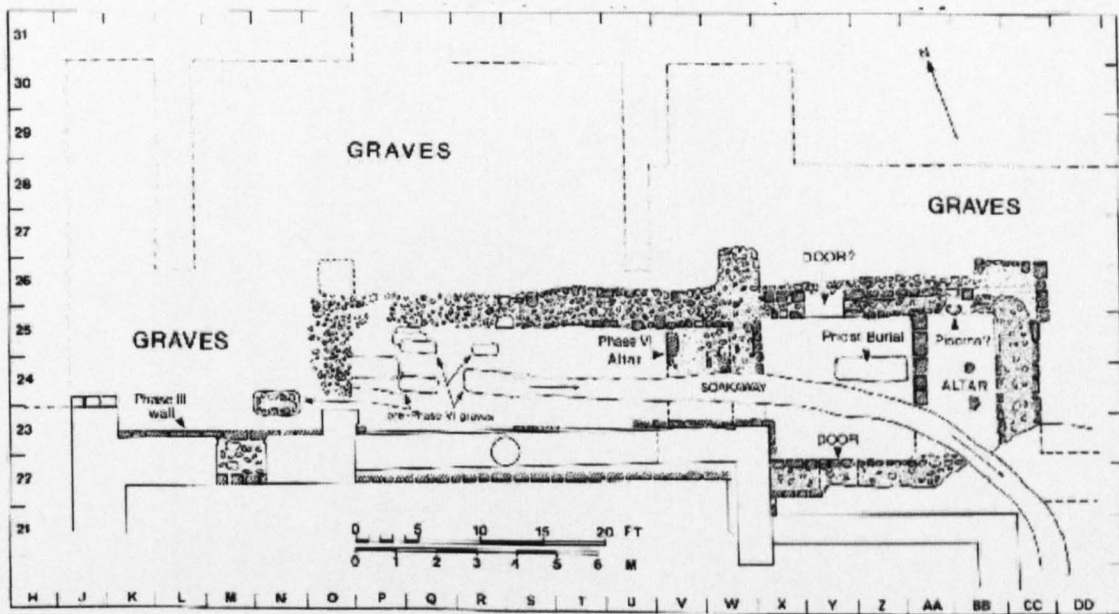 31
30
29
28
27
26
25
24
23
22
21
GRAVES
GRAVES
GRAVES
DOOR?
Phase VI
Altar
Priest Burial
Piscina?
ALTAR
SOAKAWAY
Phase III
wall
pre-Phase VI graves
DOOR
0 5 10 15 20 FT
0 1 2 3 4 5 6 M
H J K L M N O P Q R S T U V W X Y Z AA BB CC DD